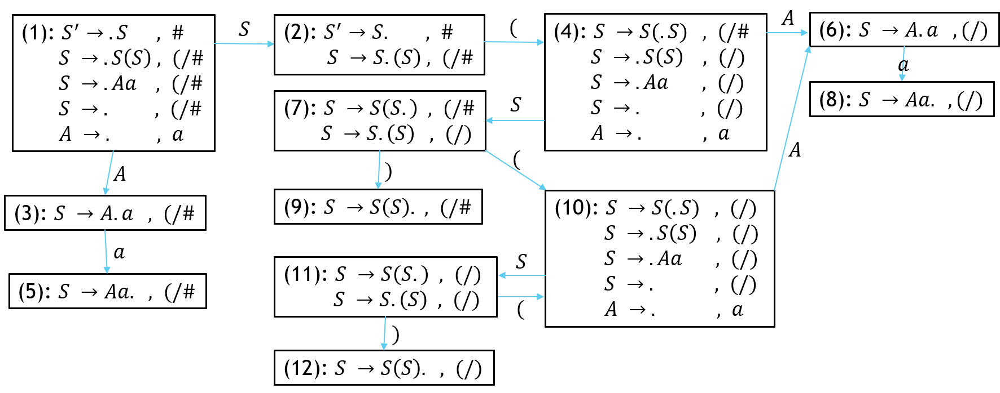 (1): S′ → .S , #
S → .S(S) , (/#
S → .Aa , (/#
S → . , (/#
A → . , a
S
(2): S′ → S. , #
S → S.(S) , (/#
(
(4): S → S(.S) , (/#
S → .S(S) , (/)
S → .Aa , (/)
S → . , (/)
A → . , a
A
(6): S → A.a , (/)
a
(8): S → Aa. , (/)
S
(7): S → S(S.) , (/#
S → S.(S) , (/)
A
)
(
A
(3): S → A.a , (/#
(9): S → S(S). , (/#
(10): S → S(.S) , (/)
S → .S(S) , (/)
S → .Aa , (/)
S → . , (/)
A → . , a
a
(5): S → Aa. , (/#
S
(11): S → S(S.) , (/)
S → S.(S) , (/)
(
)
(12): S → S(S). , (/)